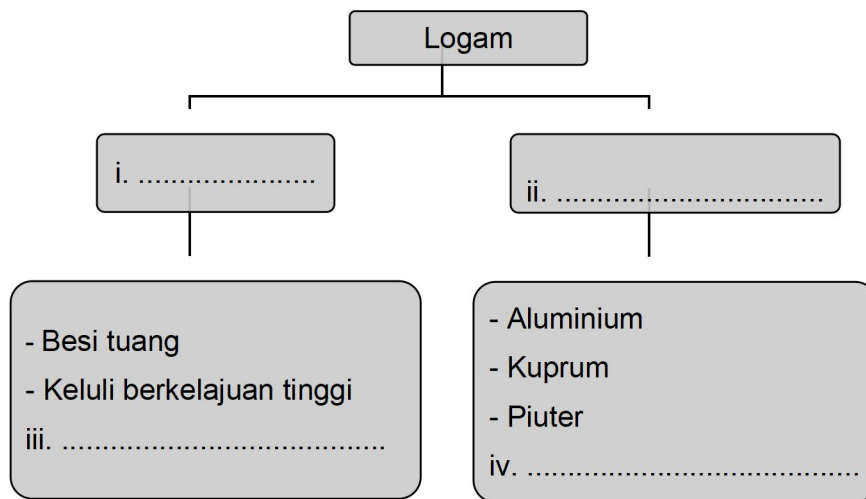 Logam
i. ......................
ii. .................................
- Besi tuang
- Keluli berkelajuan tinggi
iii. ........................................
- Aluminium
- Kuprum
- Piuter
iv. .........................................